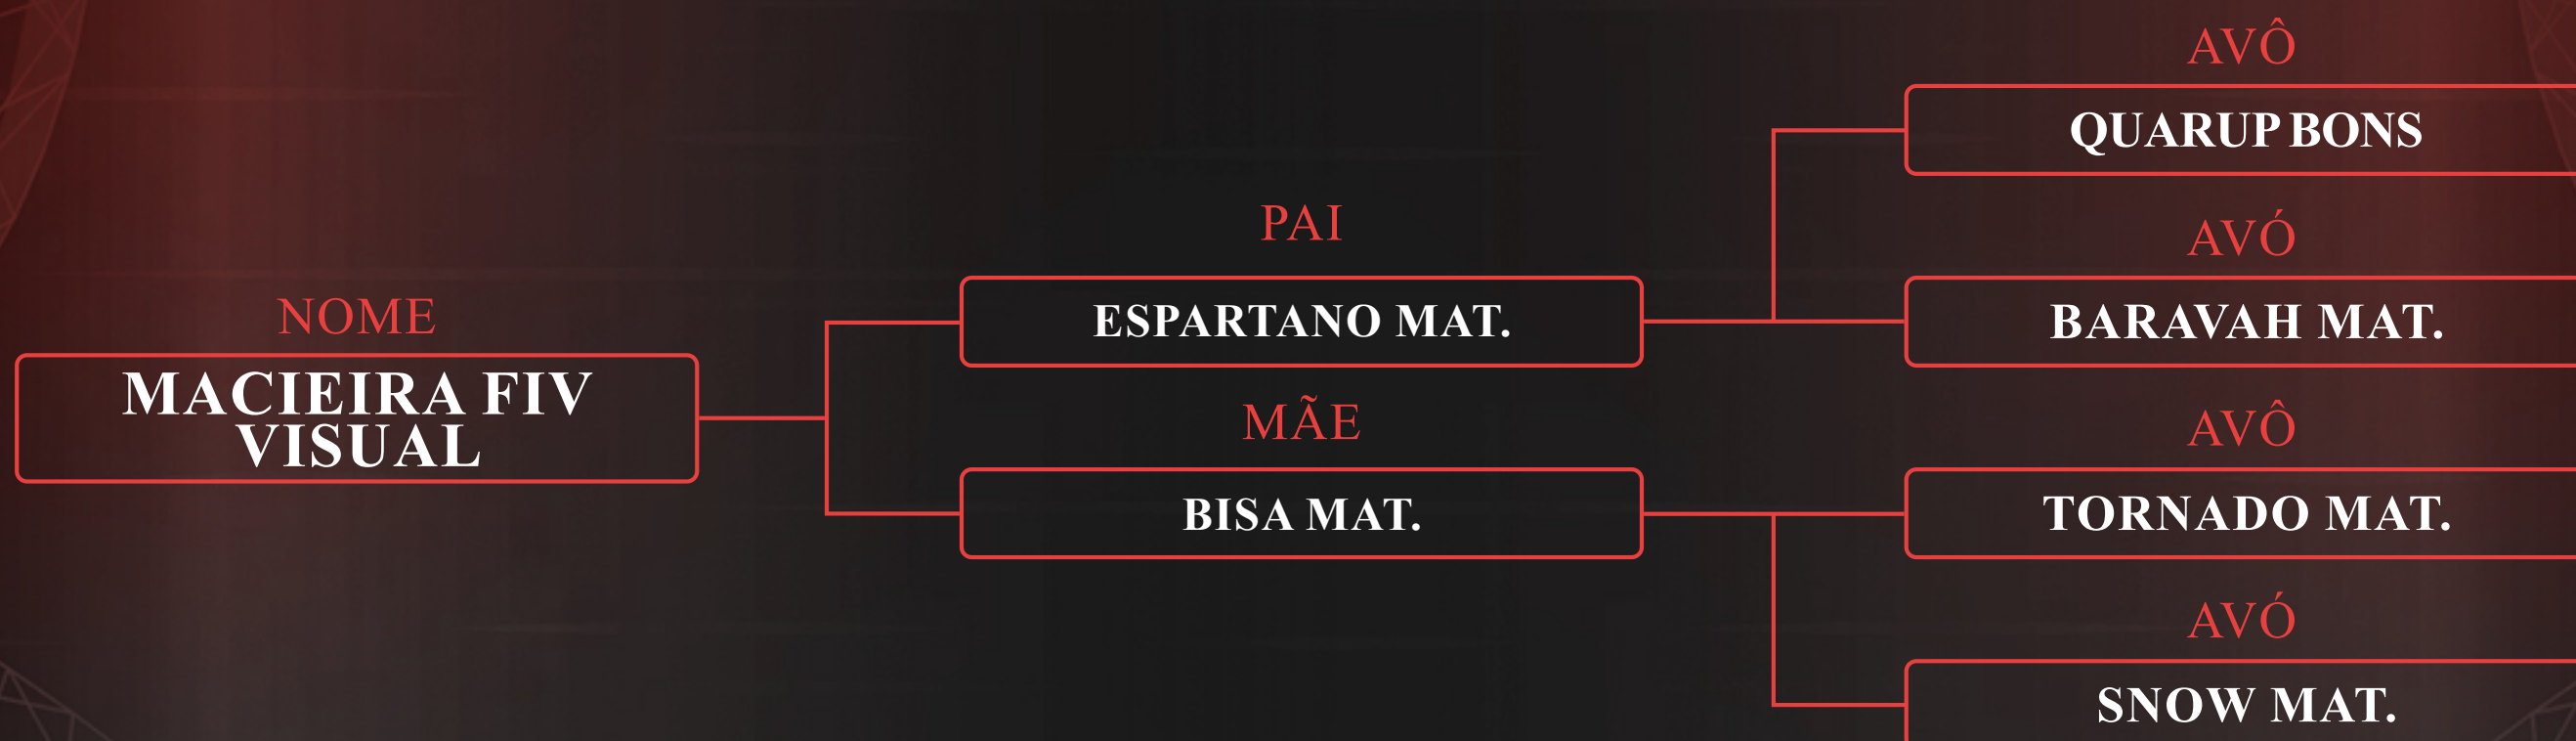 NOME
MACIEIRA FIV
VISUAL
PAI
ESPARTANO MAT.
MÃE
BISA MAT.
AVÔ
QUARUP BONS
AVÓ
BARAVAH MAT.
AVÔ
TORNADO MAT.
AVÓ
SNOW MAT.